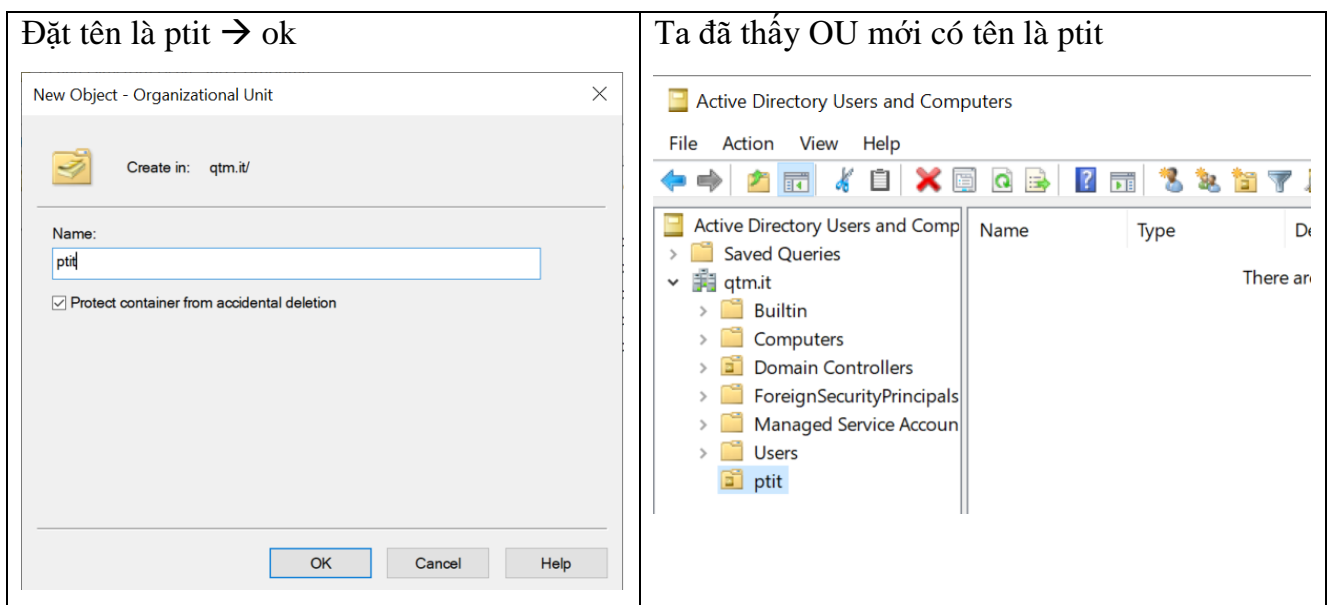 Đặt tên là ptit → ok
New Object - Organizational Unit
Create in: qtm.it/
Name:
ptit
Protect container from accidental deletion
OK Cancel Help
Ta đã thấy OU mới có tên là ptit
Active Directory Users and Computers
File Action View Help
Active Directory Users and Comp
Saved Queries
qtm.it
Builtin
Computers
Domain Controllers
ForeignSecurityPrincipals
Managed Service Accoun
Users
ptit
Name Type De
There are